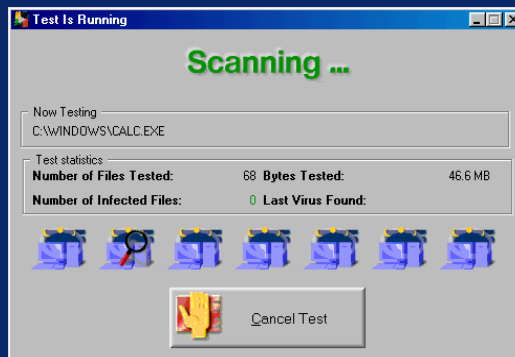 Test Is Running
Scanning ...
Now Testing
C:\WINDOWS\CALC.EXE
Test statistics
Number of Files Tested: 68 Bytes Tested: 46.6 MB
Number of Infected Files: 0 Last Virus Found:
Cancel Test